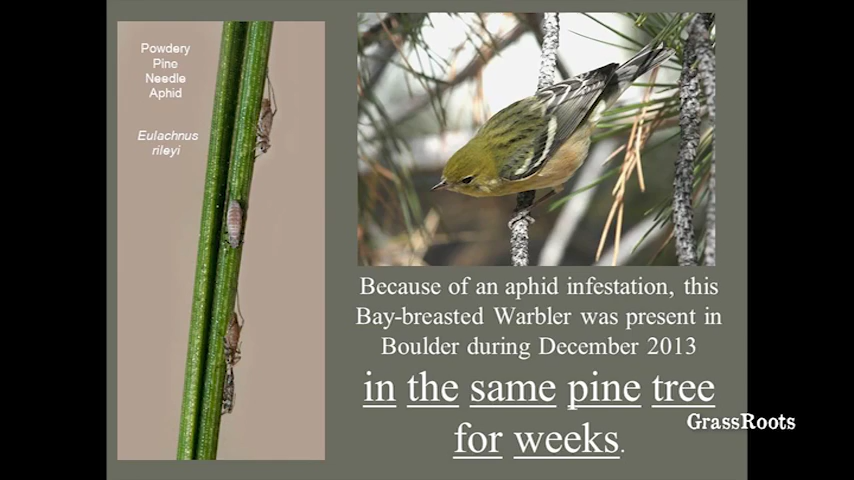 Powdery
Pine
Needle
Aphid
Eulachnus
rileyi
Because of an aphid infestation, this
Bay-breasted Warbler was present in
Boulder during December 2013
in the same pine tree
for weeks.
GrassRoots